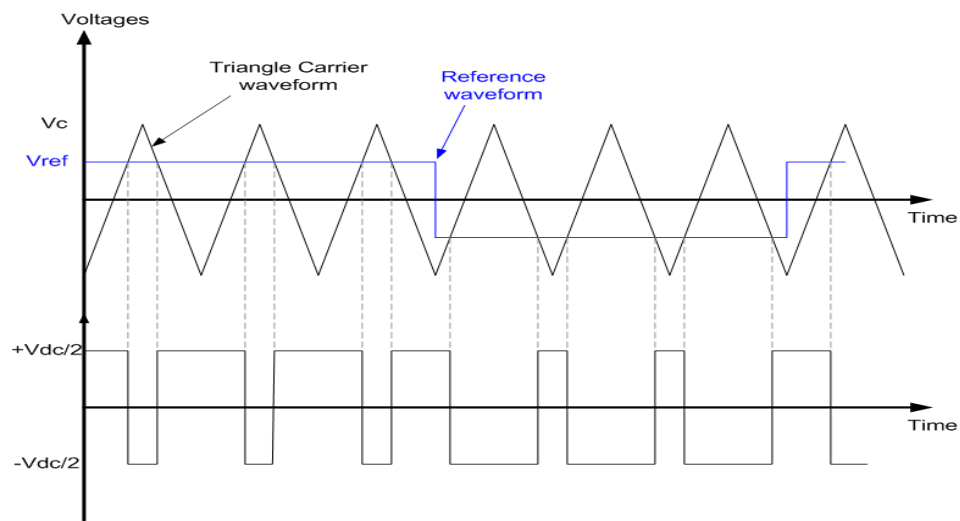 Voltages
Triangle Carrier
waveform
Reference
waveform
Vc
Vref
Time
+Vdc/2
Time
-Vdc/2